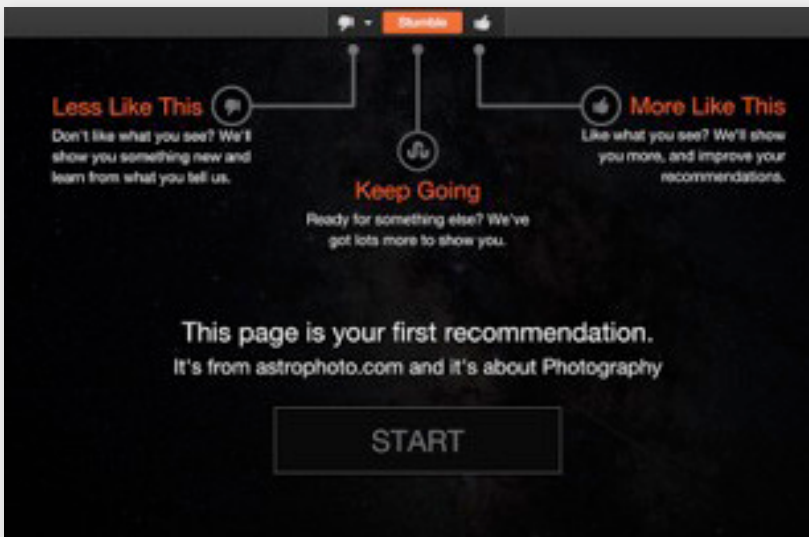 Stumble
Less Like This
Don't like what you see? We'll
show you something new and
learn from what you tell us.
Keep Going
Ready for something else? We've
got lots more to show you.
More Like This
Like what you see? We'll show
you more, and improve your
recommendations.
This page is your first recommendation.
It's from astrophoto.com and it's about Photography
START